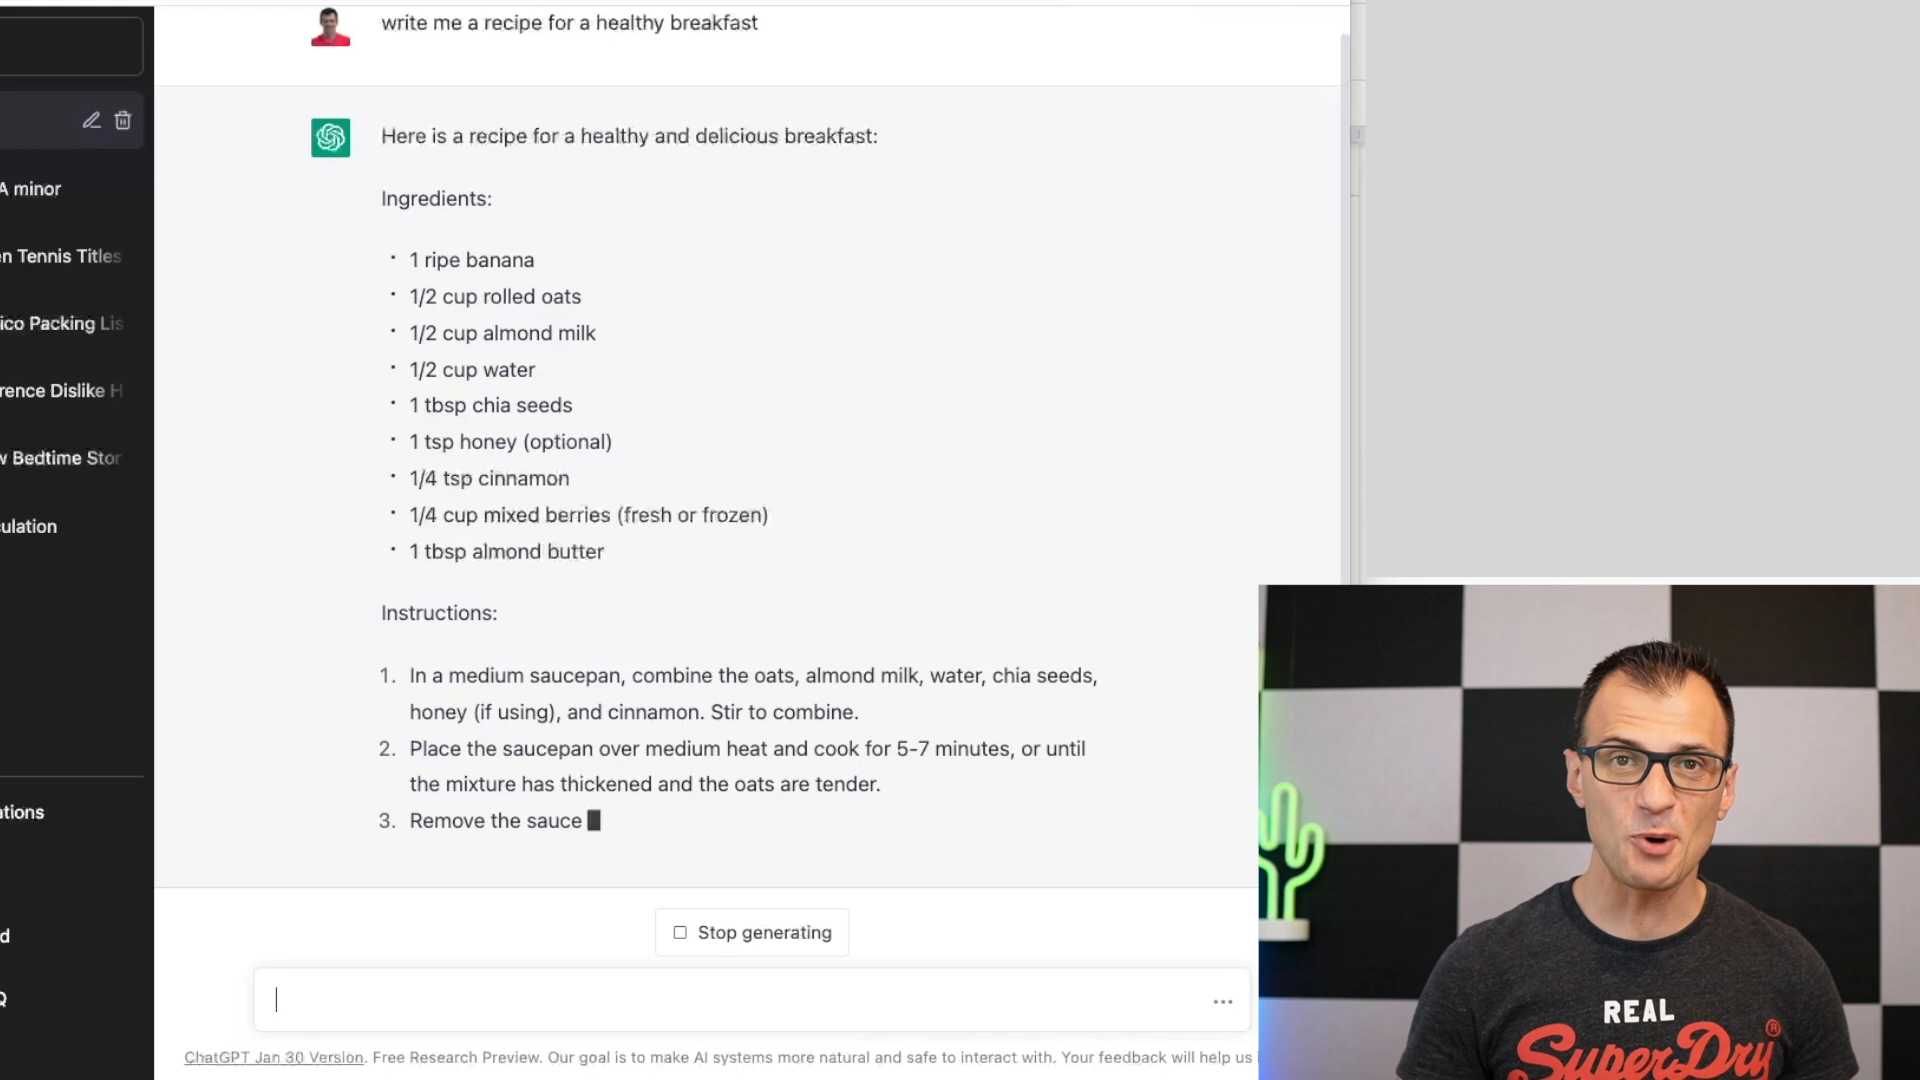 write me a recipe for a healthy breakfast
Here is a recipe for a healthy and delicious breakfast:
Ingredients:
• 1 ripe banana
• 1/2 cup rolled oats
• 1/2 cup almond milk
• 1/2 cup water
• 1 tbsp chia seeds
• 1 tsp honey (optional)
• 1/4 tsp cinnamon
• 1/4 cup mixed berries (fresh or frozen)
• 1 tbsp almond butter
Instructions:
1. In a medium saucepan, combine the oats, almond milk, water, chia seeds,
honey (if using), and cinnamon. Stir to combine.
2. Place the saucepan over medium heat and cook for 5-7 minutes, or until
the mixture has thickened and the oats are tender.
3. Remove the sauce
Stop generating
ChatGPT Jan 30 Version. Free Research Preview. Our goal is to make AI systems more natural and safe to interact with. Your feedback will help us
A minor
n Tennis Titles
ico Packing Lis
rence Dislike H
w Bedtime Stor
ulation
ations
d
Q
REAL
SuperDry®